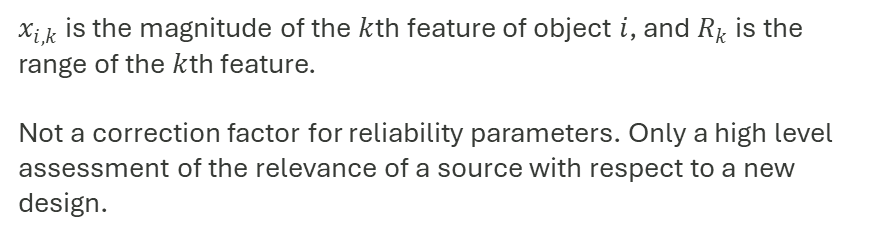 x_{i,k} is the magnitude of the kth feature of object i, and R_k is the
range of the kth feature.
Not a correction factor for reliability parameters. Only a high level
assessment of the relevance of a source with respect to a new
design.